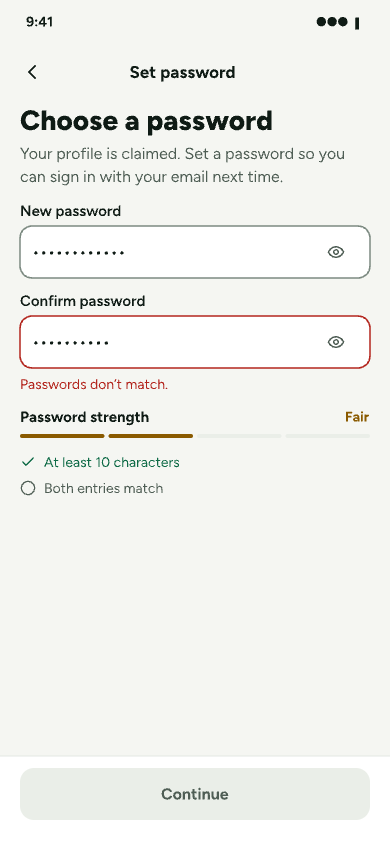 9:41
Set password
Choose a password
Your profile is claimed. Set a password so you
can sign in with your email next time.
New password
••••••••••••
Confirm password
••••••••••
Passwords don't match.
Password strength
Fair
At least 10 characters
Both entries match
Continue